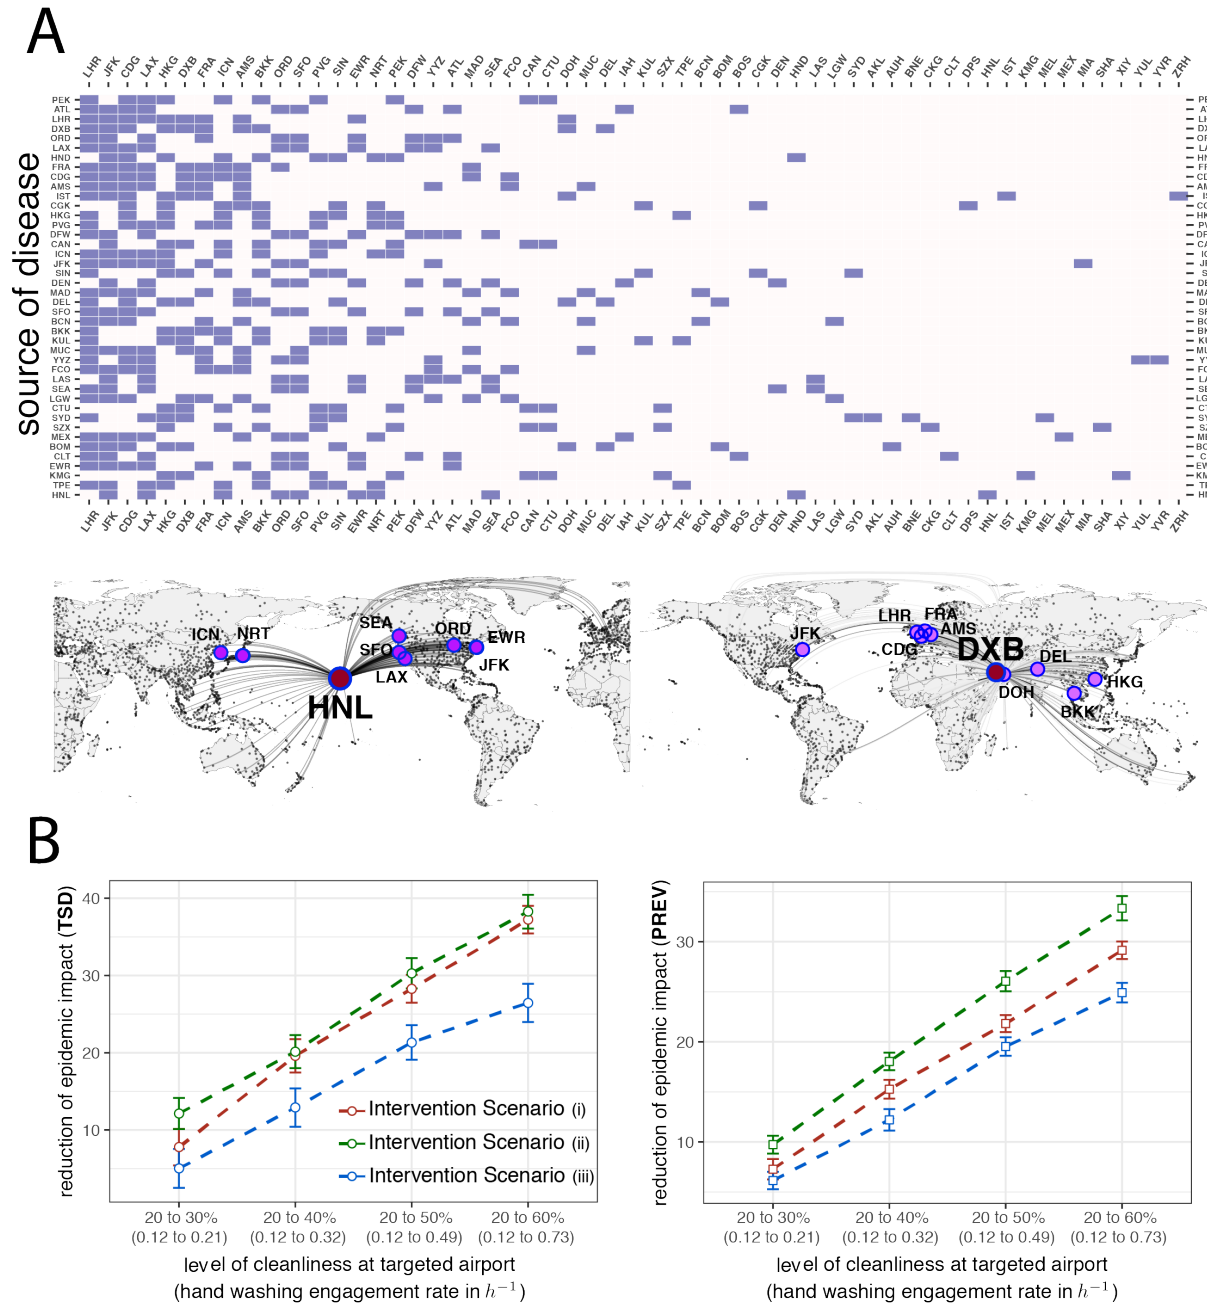 A
LHR JFK CDG LAX HKG DXB FRA ICN AMS BKK ORD SFO PVG SIN EWR NRT PEK DFW YYZ ATL MAD SEA FCO CAN CTU DOH MUC DEL IAH KUL SZX TPE BCN BOM BOS CGK DEN HND LAS LGW SYD AKL AUH BNE CKG CLT DPS HNL IST KMG MEL MEX MIA SHA XIY YUL YVR ZRH
source of disease
PEK
ATL
LHR
DXB
ORD
LAX
HND
FRA
CDG
AMS
IST
CGK
HKG
PVG
DFW
CAN
ICN
JFK
SIN
DEN
MAD
DEL
SFO
BCN
BKK
KUL
MUC
YYZ
FCO
LAS
SEA
LGW
CTU
SYD
SZX
MEX
BOM
CLT
EWR
KMG
TPE
HNL
LHR JFK CDG LAX HKG DXB FRA ICN AMS BKK ORD SFO PVG SIN EWR NRT PEK DFW YYZ ATL MAD SEA FCO CAN CTU DOH MUC DEL IAH KUL SZX TPE BCN BOM BOS CGK DEN HND LAS LGW SYD AKL AUH BNE CKG CLT DPS HNL IST KMG MEL MEX MIA SHA XIY YUL YVR ZRH
ICN NRT SEA ORD EWR
SFO JFK
LAX
HNL
JFK LHR FRA
AMS
CDG DXB DEL
DOH HKG
BKK
B
reduction of epidemic impact (TSD)
40
30
20
10
Intervention Scenario (i)
Intervention Scenario (ii)
Intervention Scenario (iii)
20 to 30% 20 to 40% 20 to 50% 20 to 60%
(0.12 to 0.21) (0.12 to 0.32) (0.12 to 0.49) (0.12 to 0.73)
level of cleanliness at targeted airport
(hand washing engagement rate in h⁻¹)
reduction of epidemic impact (PREV)
30
20
10
20 to 30% 20 to 40% 20 to 50% 20 to 60%
(0.12 to 0.21) (0.12 to 0.32) (0.12 to 0.49) (0.12 to 0.73)
level of cleanliness at targeted airport
(hand washing engagement rate in h⁻¹)